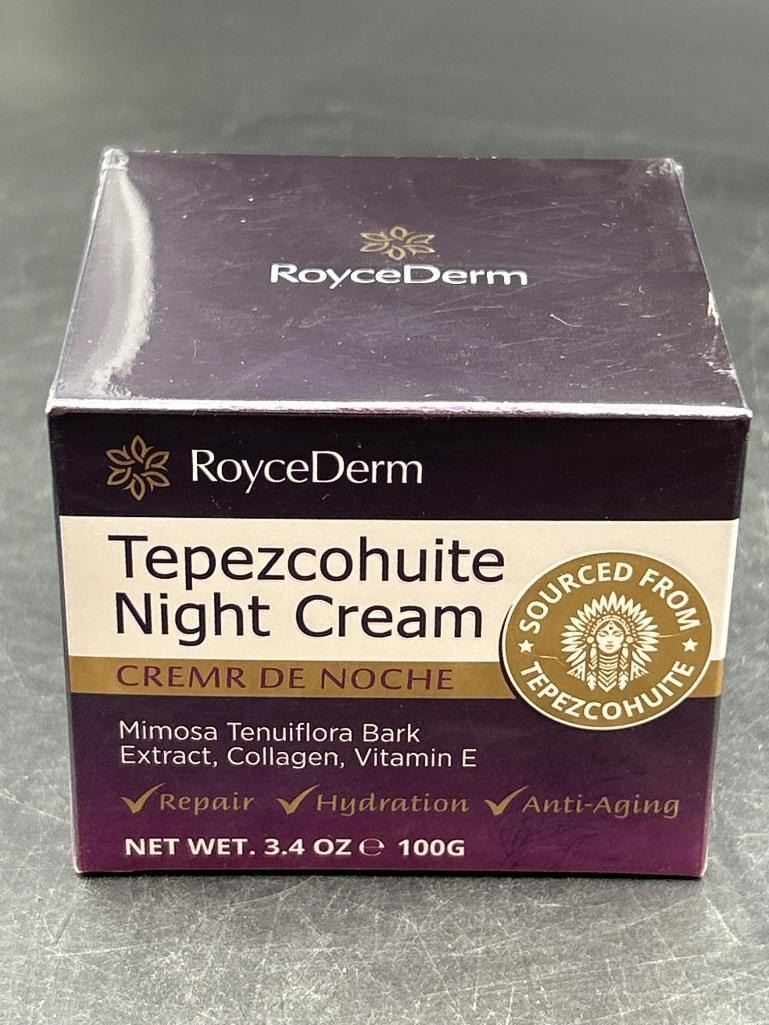 RoyceDerm
RoyceDerm
Tepezcohuite
Night Cream
CREMR DE NOCHE
SOURCED FROM
TEPEZCOHUITE
Mimosa Tenuiflora Bark
Extract, Collagen, Vitamin E
Repair Hydration Anti-Aging
NET WET. 3.4 OZ ℮ 100G